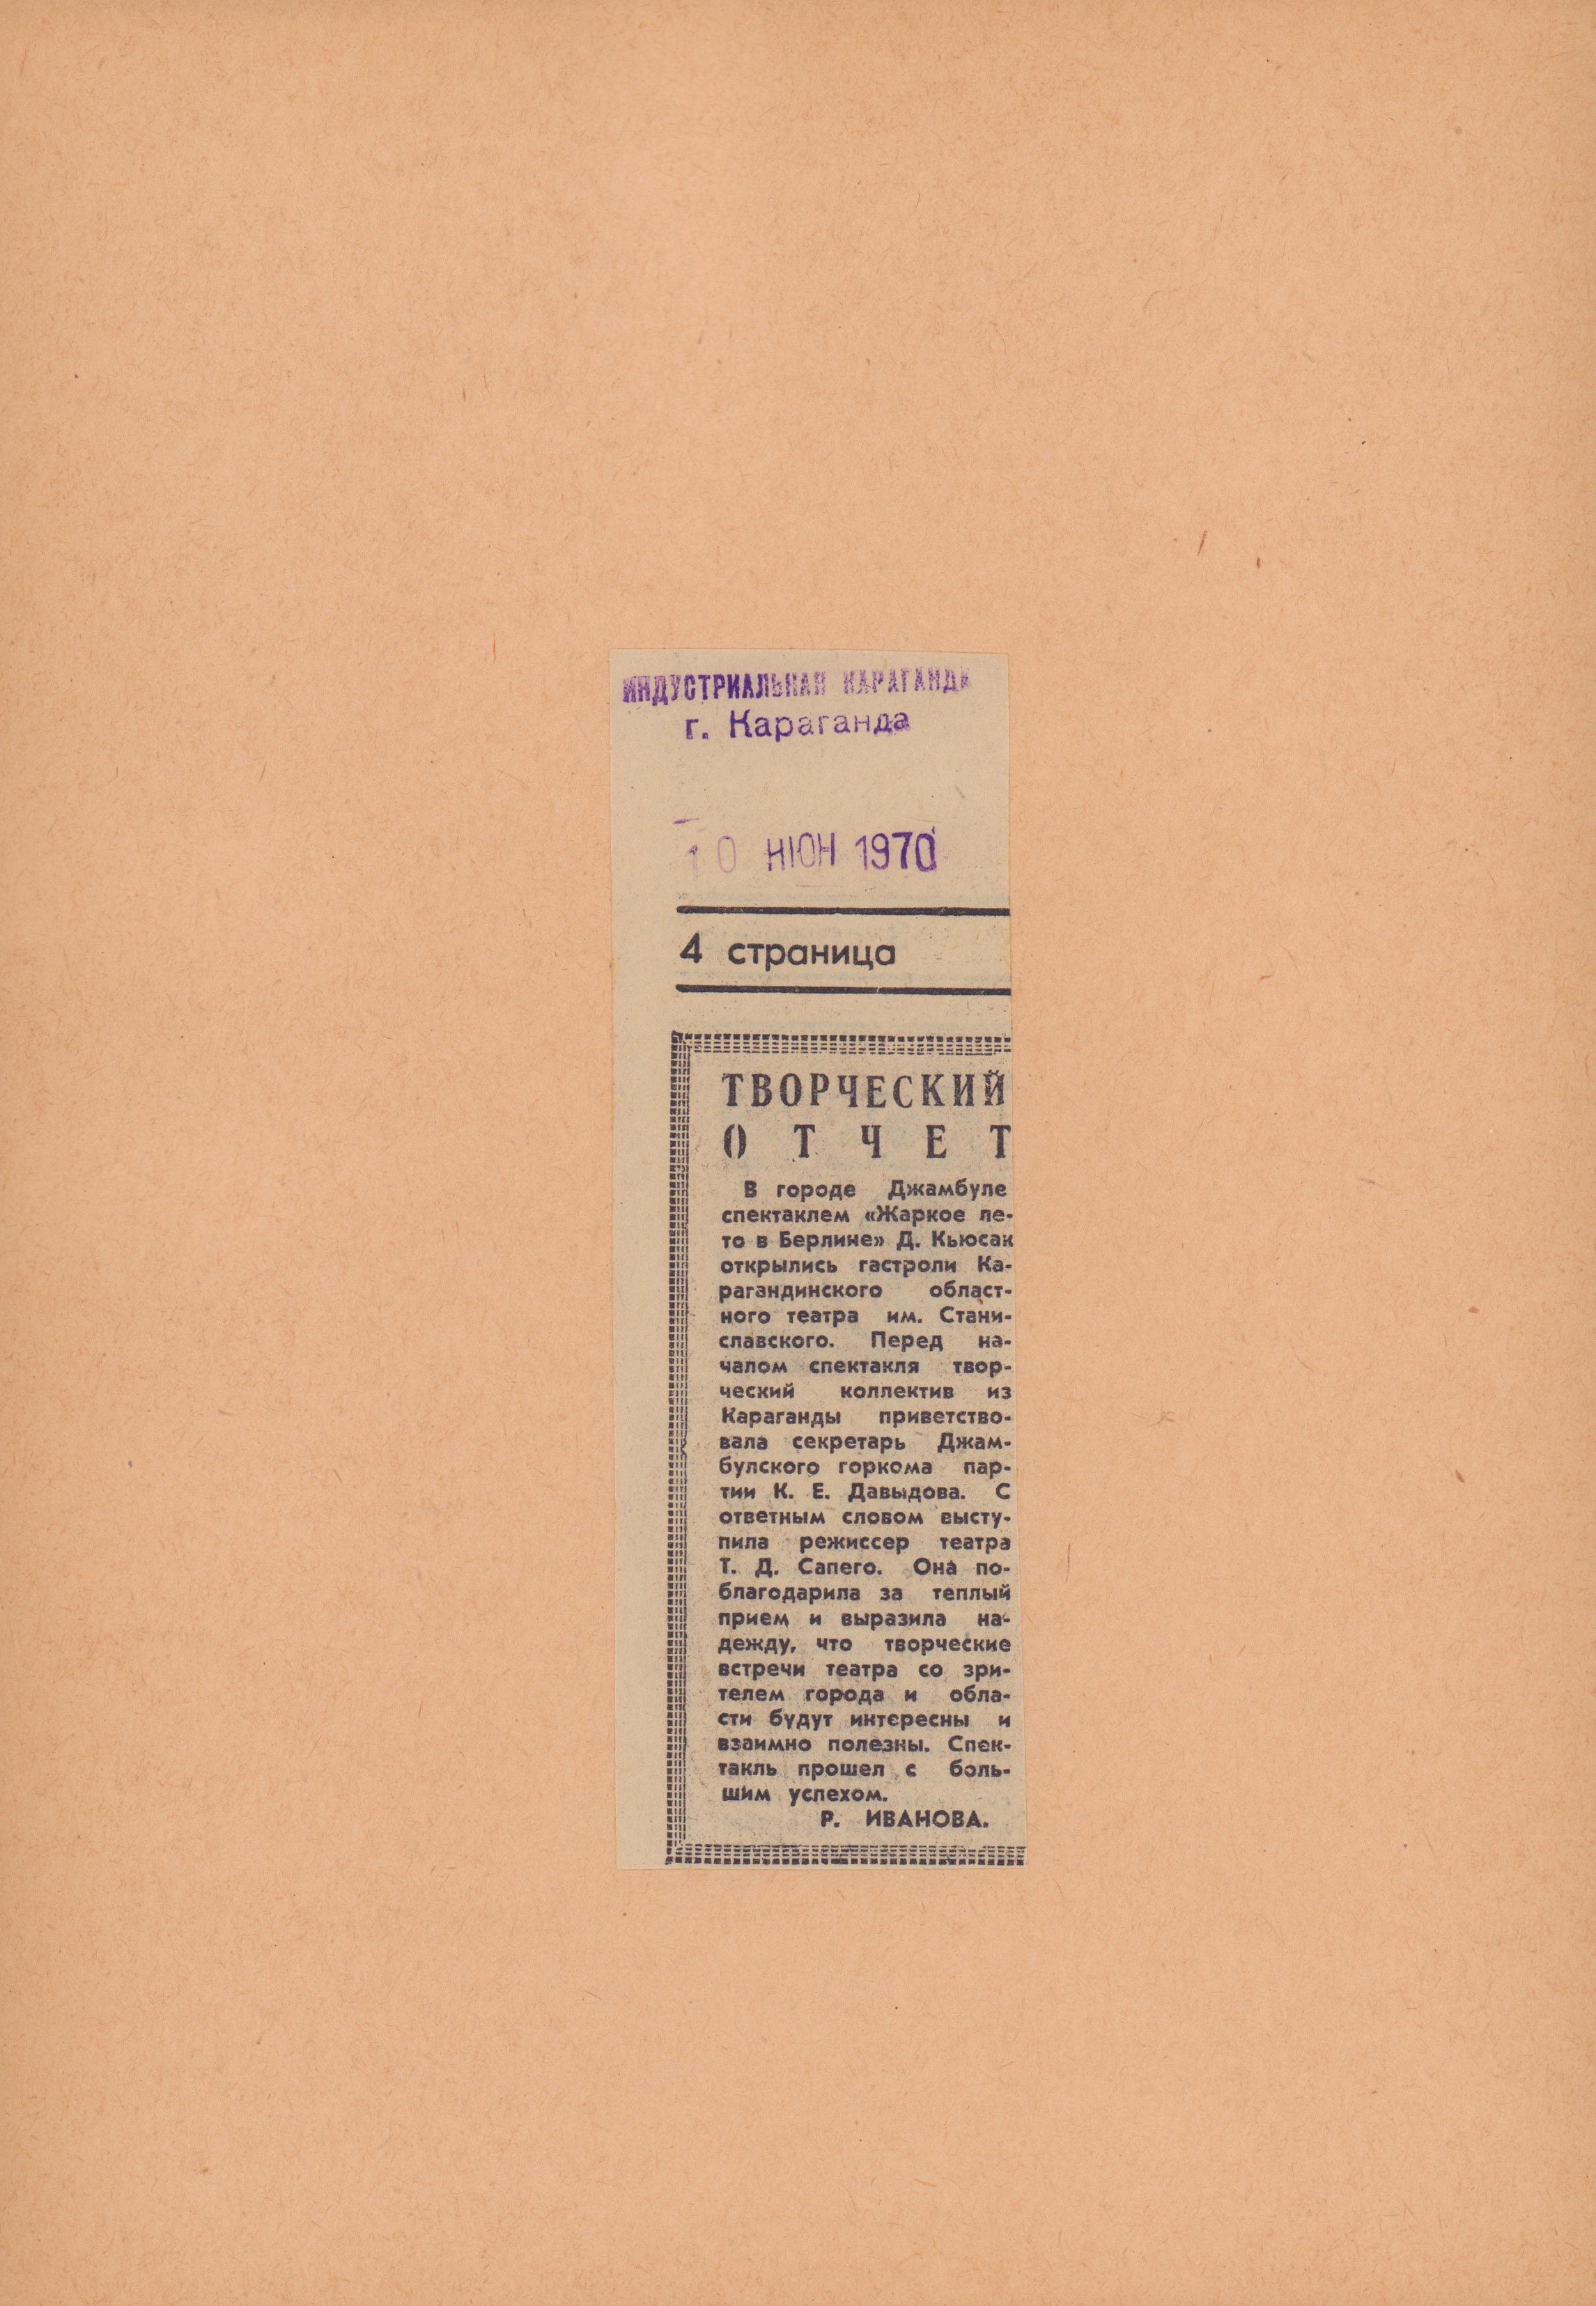 ИНДУСТРИАЛЬНАЯ КАРАГАНДА
г. Караганда
10 ИЮН 1970
4 страница
ТВОРЧЕСКИЙ
ОТЧЕТ
В городе Джамбуле
спектаклем «Жаркое ле-
то в Берлине» Д. Кьюсак
открылись гастроли Ка-
рагандинского област-
ного театра им. Стани-
славского. Перед на-
чалом спектакля твор-
ческий коллектив из
Караганды приветство-
вала секретарь Джам-
булского горкома пар-
тии К. Е. Давыдова. С
ответным словом высту-
пила режиссер театра
Т. Д. Сапего. Она по-
благодарила за теплый
прием и выразила на-
дежду, что творческие
встречи театра со зри-
телем города и обла-
сти будут интересны и
взаимно полезны. Спек-
такль прошел с боль-
шим успехом.
Р. ИВАНОВА.